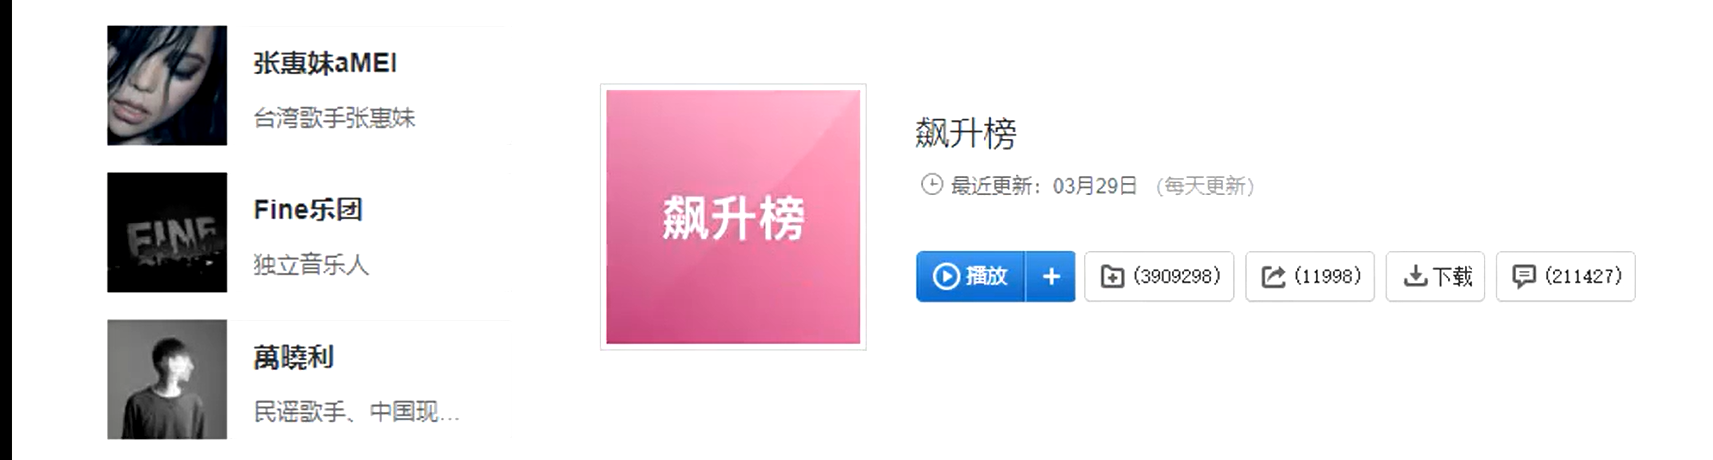 张惠妹aMEI
台湾歌手张惠妹
FINE
Fine乐团
独立音乐人
萬曉利
民谣歌手、中国现...
飙升榜
飙升榜
最近更新：03月29日 （每天更新）
播放 + (3909298) (11998) 下载 (211427)